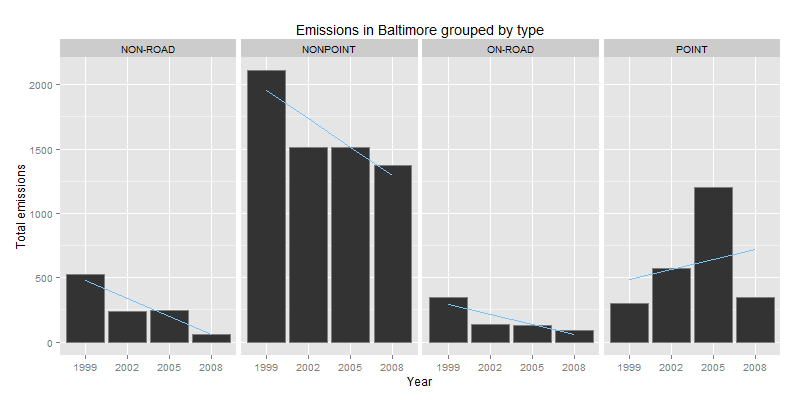 Emissions in Baltimore grouped by type
NON-ROAD NONPOINT ON-ROAD POINT
Total emissions
2000
1500
1000
500
0
1999 2002 2005 2008 1999 2002 2005 2008 1999 2002 2005 2008 1999 2002 2005 2008
Year